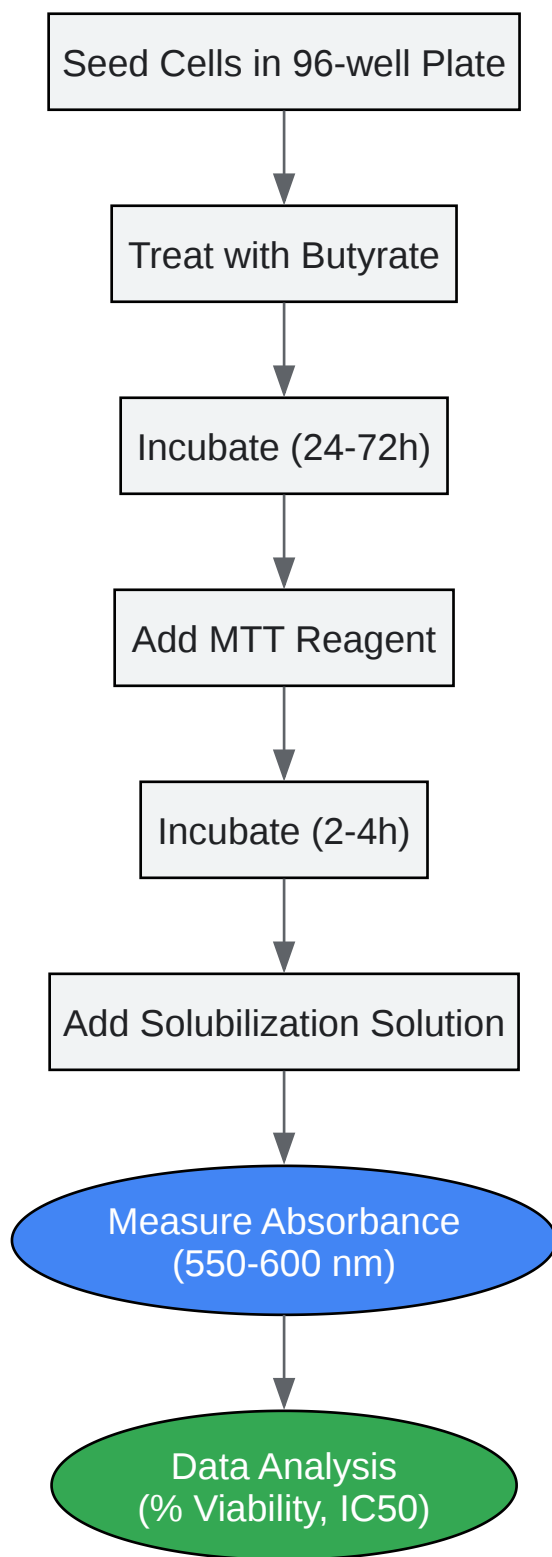 Seed Cells in 96-well Plate
Treat with Butyrate
Incubate (24-72h)
Add MTT Reagent
Incubate (2-4h)
Add Solubilization Solution
Measure Absorbance
(550-600 nm)
Data Analysis
(% Viability, IC50)